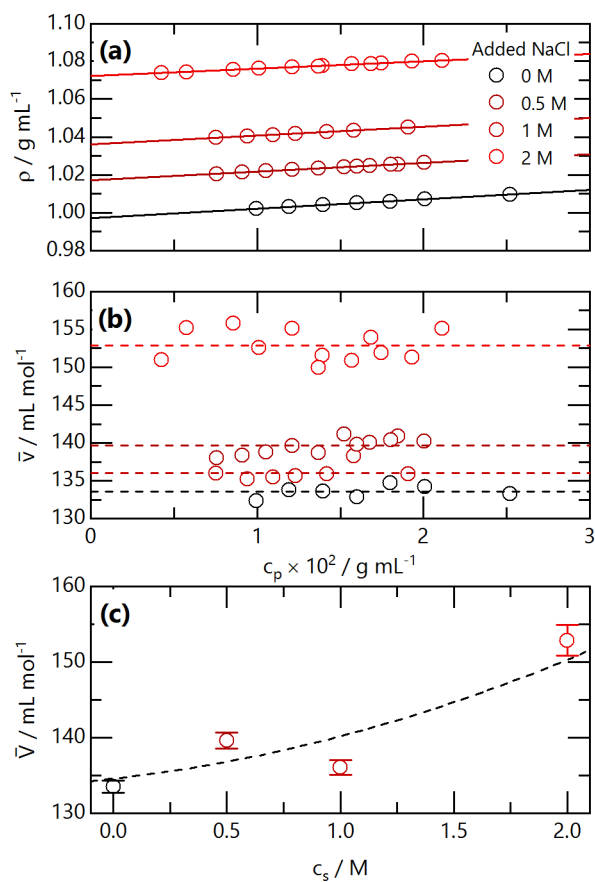 (a)
Added NaCl
0 M
0.5 M
1 M
2 M
1.10
1.08
1.06
1.04
1.02
1.00
0.98
ρ / g mL⁻¹
(b)
160
155
150
145
140
135
130
v̄ / mL mol⁻¹
0 1 2 3
cₚ × 10² / g mL⁻¹
(c)
160
150
140
130
V̄ / mL mol⁻¹
0.0 0.5 1.0 1.5 2.0
cₛ / M